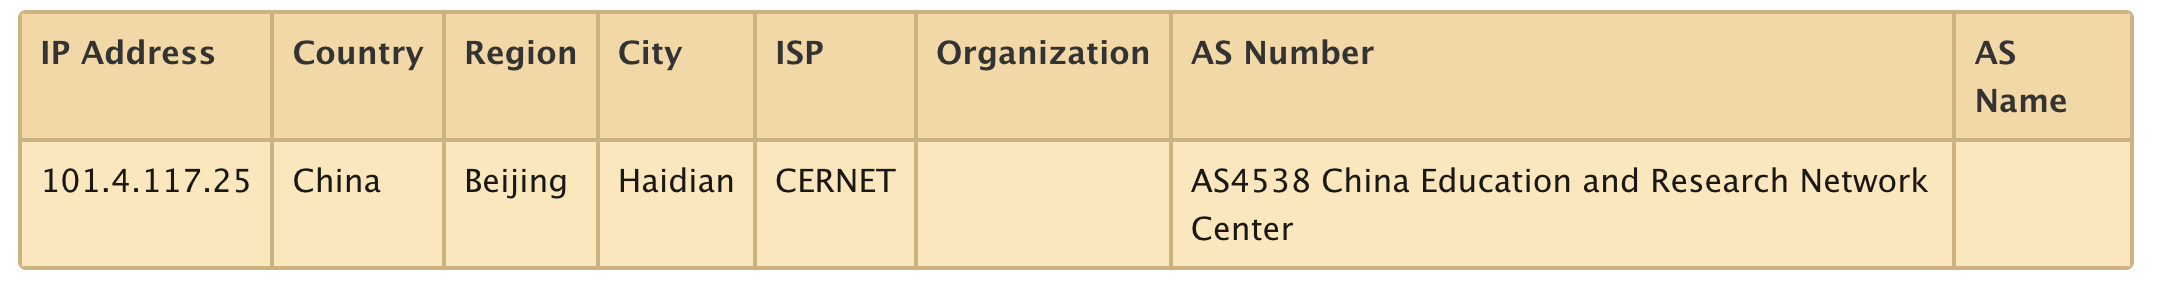 IP Address Country Region City ISP Organization AS Number AS
Name
101.4.117.25 China Beijing Haidian CERNET AS4538 China Education and Research Network
Center